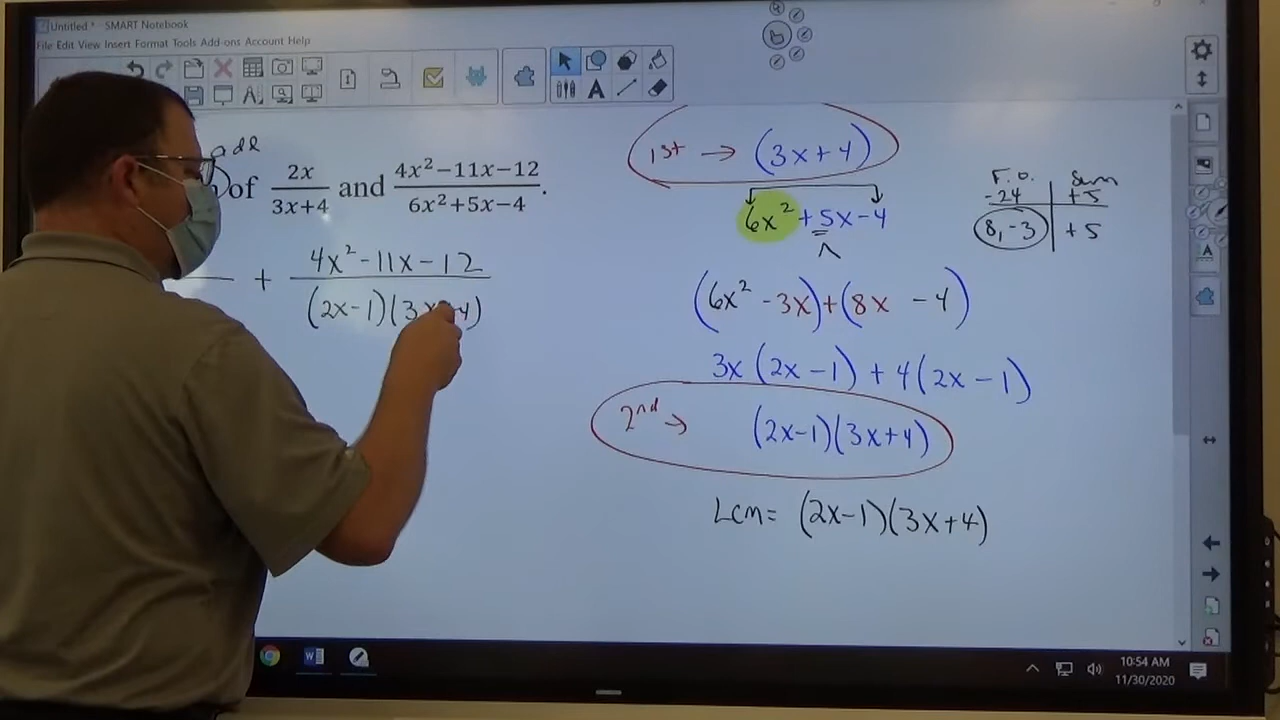 Untitled * SMART Notebook
File Edit View Insert Format Tools Add-ons Account Help
add
of 2x/3x+4 and 4x²−11x−12/6x²+5x−4.
+ 4x²-11x-12/(2x-1)(3x+4)
1st → (3x+4)
6x²+5x-4
(6x² -3x)+(8x -4)
3x(2x-1)+4(2x-1)
2nd → (2x-1)(3x+4)
Lcm= (2x-1)(3x+4)
F.O. Sum
-24 +5
8,-3 +5
10:54 AM
11/30/2020